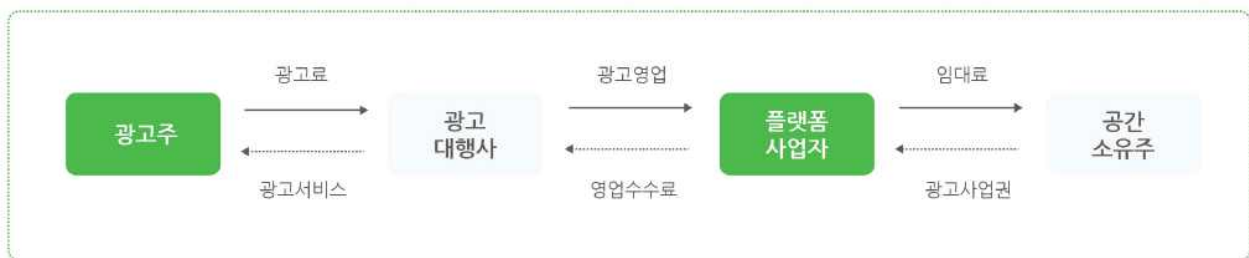 광고료
광고영업
임대료
광고주
광고
대행사
플랫폼
사업자
공간
소유주
광고서비스
영업수수료
광고사업권